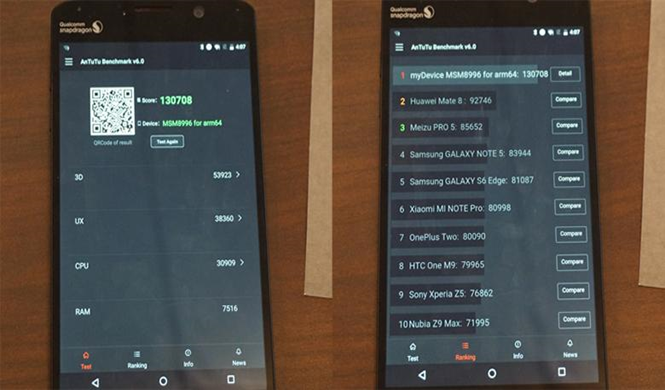 Qualcomm
snapdragon
4:07
AnTuTu Benchmark v6.0
Score: 130708
Device: MSM8996 for arm64
QRCode of result
Test Again
3D 53923
UX 38360
CPU 30909
RAM 7516
Test Ranking Info News
Qualcomm
snapdragon
4:07
AnTuTu Benchmark v6.0
1 myDevice MSM8996 for arm64: 130708 Detail
2 Huawei Mate 8 : 92746 Compare
3 Meizu PRO 5: 85652 Compare
4 Samsung GALAXY NOTE 5: 83944 Compare
5 Samsung GALAXY S6 Edge: 81087 Compare
6 Xiaomi MI NOTE Pro: 80998 Compare
7 OnePlus Two: 80090 Compare
8 HTC One M9: 79965 Compare
9 Sony Xperia Z5: 76862 Compare
10 Nubia Z9 Max: 71995 Compare
Test Ranking Info News